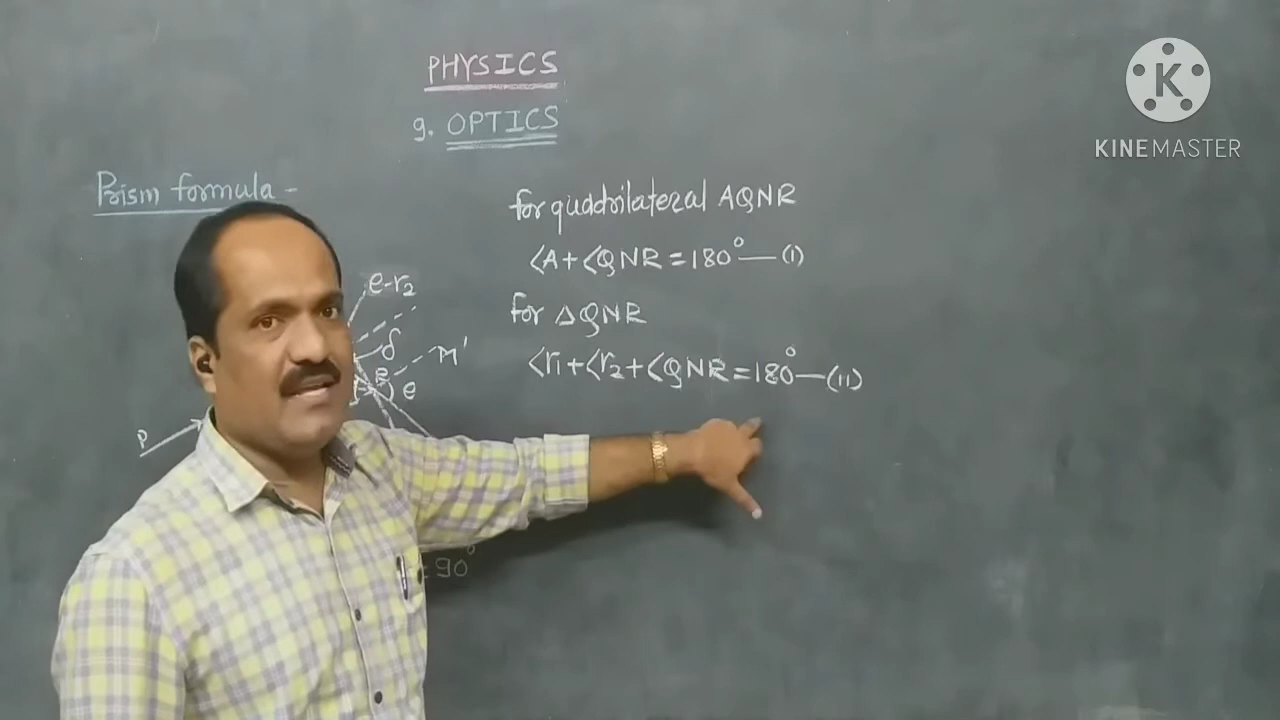 PHYSICS
9. OPTICS
Prism formula -
for quadrilateral AQNR
<A+<QNR=180° — (I)
for ΔQNR
<r1+<r2+<QNR=180° — (II)
e-r2
δ
N'
R
e
P
=90°
K
KINEMASTER